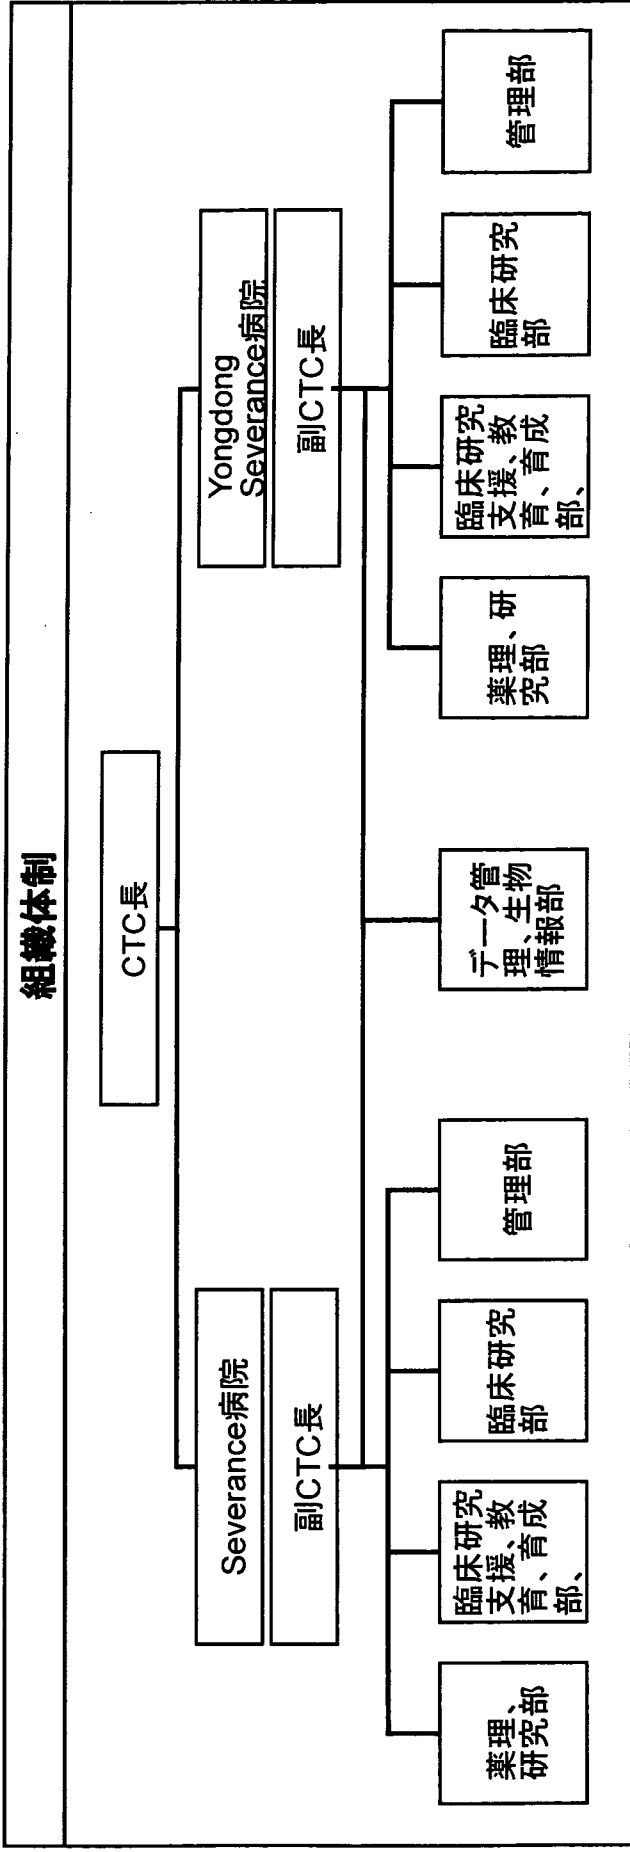 組織体制
CTC長
Severance病院
副CTC長
Yongdong
Severance病院
副CTC長
薬理、
研究部
臨床研究
支援、教
育、育成
部、
臨床研究
部
管理部
データ管
理、生物
情報部
薬理、研
究部
臨床研究
支援、教
育、育成
部、
臨床研究
部
管理部